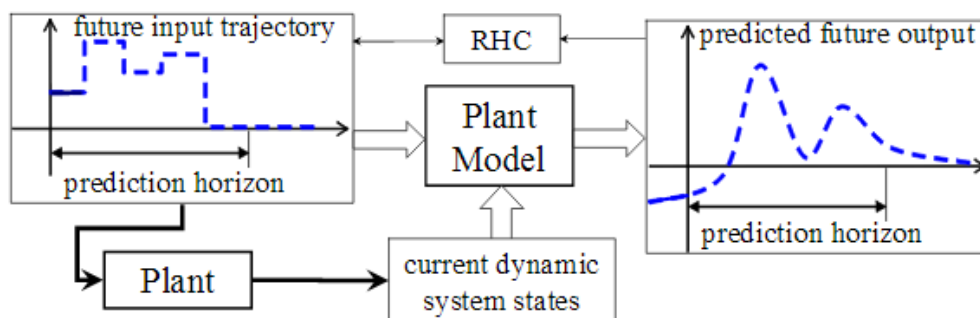 future input trajectory
prediction horizon
RHC
Plant
Model
predicted future output
prediction horizon
Plant
current dynamic
system states